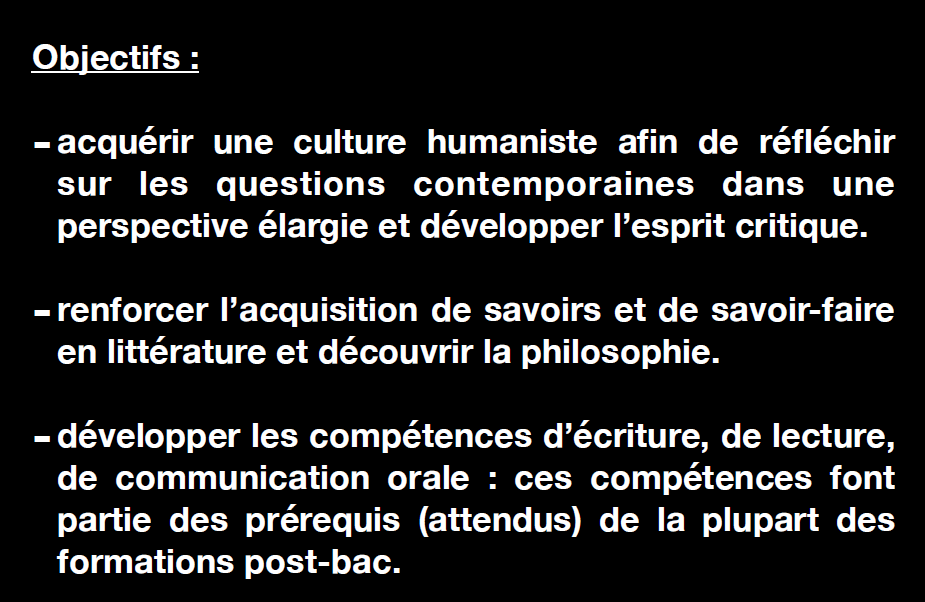 Objectifs :
- acquérir une culture humaniste afin de réfléchir
sur les questions contemporaines dans une
perspective élargie et développer l’esprit critique.
- renforcer l’acquisition de savoirs et de savoir-faire
en littérature et découvrir la philosophie.
- développer les compétences d’écriture, de lecture,
de communication orale : ces compétences font
partie des prérequis (attendus) de la plupart des
formations post-bac.